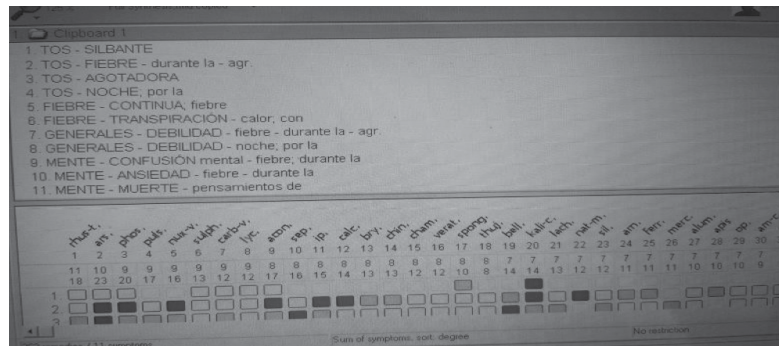 1. Clipboard 1
1. TOS - SILBANTE
2. TOS - FIEBRE - durante la - agr.
3. TOS - AGOTADORA
4. TOS - NOCHE; por la
5. FIEBRE - CONTINUA; fiebre
6. FIEBRE - TRANSPIRACIÓN - calor; con
7. GENERALES - DEBILIDAD - fiebre - durante la - agr.
8. GENERALES - DEBILIDAD - noche; por la
9. MENTE - CONFUSIÓN mental - fiebre; durante la
10. MENTE - ANSIEDAD - fiebre - durante la
11. MENTE - MUERTE - pensamientos de
rhus-t. ars. phos. puls. nux-v. sulph. carb-v. lyc. acon. sep. ip. calc. bry. chin. cham. verat. spong. thuj. bell. kali-c. lach. nat-m. sil. arn. ferr. merc. alum. apis op.
1 2 3 4 5 6 7 8 9 10 11 12 13 14 15 16 17 18 19 20 21 22 23 24 25 26 27 28 29 30
11 10 9 9 9 9 9 9 8 8 8 8 8 8 8 8 8 8 7 7 7 7 7 7 7 7 7 7 7 7
18 23 20 17 16 13 12 12 17 16 15 14 13 13 12 12 10 8 14 14 13 12 12 11 11 11 10 10 10 9
1.
2.
Sum of symptoms, sort: degree
No restriction